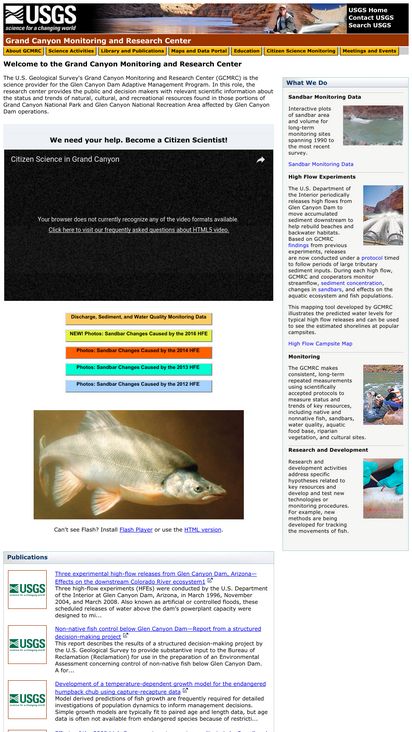 USGS
science for a changing world
USGS Home
Contact USGS
Search USGS
Grand Canyon Monitoring and Research Center
About GCMRC
Science Activities
Library and Publications
Maps and Data Portal
Education
Citizen Science Monitoring
Meetings and Events
Welcome to the Grand Canyon Monitoring and Research Center
The U.S. Geological Survey's Grand Canyon Monitoring and Research Center (GCMRC) is the
science provider for the Glen Canyon Dam Adaptive Management Program. In this role, the
research center provides the public and decision makers with relevant scientific information about
the status and trends of natural, cultural, and recreational resources found in those portions of
Grand Canyon National Park and Glen Canyon National Recreation Area affected by Glen Canyon
Dam operations.
We need your help. Become a Citizen Scientist!
Citizen Science in Grand Canyon
Your browser does not currently recognize any of the video formats available.
Click here to visit our frequently asked questions about HTML5 video.
Discharge, Sediment, and Water Quality Monitoring Data
NEW! Photos: Sandbar Changes Caused by the 2016 HFE
Photos: Sandbar Changes Caused by the 2014 HFE
Photos: Sandbar Changes Caused by the 2013 HFE
Photos: Sandbar Changes Caused by the 2012 HFE
Can't see Flash? Install Flash Player or use the HTML version.
What We Do
Sandbar Monitoring Data
Interactive plots
of sandbar area
and volume for
long-term
monitoring sites
spanning 1990 to
the most recent
survey.
Sandbar Monitoring Data
High Flow Experiments
The U.S. Department of
the Interior periodically
releases high flows from
Glen Canyon Dam to
move accumulated
sediment downstream to
help rebuild beaches and
backwater habitats.
Based on GCMRC
findings from previous
experiments, releases
are now conducted under a protocol timed
to follow periods of large tributary
sediment inputs. During each high flow,
GCMRC and cooperators monitor
streamflow, sediment concentration,
changes in sandbars, and effects on the
aquatic ecosystem and fish populations.
This mapping tool developed by GCMRC
illustrates the predicted water levels for
typical high flow releases and can be used
to see the estimated shorelines at popular
campsites.
High Flow Campsite Map
Monitoring
The GCMRC makes
consistent, long-term
repeated measurements
using scientifically
accepted protocols to
measure status and
trends of key resources,
including native and
nonnative fish, sandbars,
water quality, aquatic
food base, riparian
vegetation, and cultural sites.
Research and Development
Research and
development activities
address specific
hypotheses related to
key resources and
develop and test new
technologies or
monitoring procedures.
For example, new
methods are being
developed for tracking
the movements of fish.
Publications
USGS
Three experimental high-flow releases from Glen Canyon Dam, Arizona—
Effects on the downstream Colorado River ecosystem1
Three high-flow experiments (HFEs) were conducted by the U.S. Department
of the Interior at Glen Canyon Dam, Arizona, in March 1996, November
2004, and March 2008. Also known as artificial or controlled floods, these
scheduled releases of water above the dam's powerplant capacity were
designed to mi...
USGS
Non-native fish control below Glen Canyon Dam—Report from a structured
decision-making project
This report describes the results of a structured decision-making project by
the U.S. Geological Survey to provide substantive input to the Bureau of
Reclamation (Reclamation) for use in the preparation of an Environmental
Assessment concerning control of non-native fish below Glen Canyon Dam.
A for...
USGS
Development of a temperature-dependent growth model for the endangered
humpback chub using capture-recapture data
Model derived predictions of fish growth are frequently required for detailed
investigations of population dynamics to inform management decisions.
Simple growth models are typically fit to paired age and length data, but age
data is often not available from endangered species because of restricti...